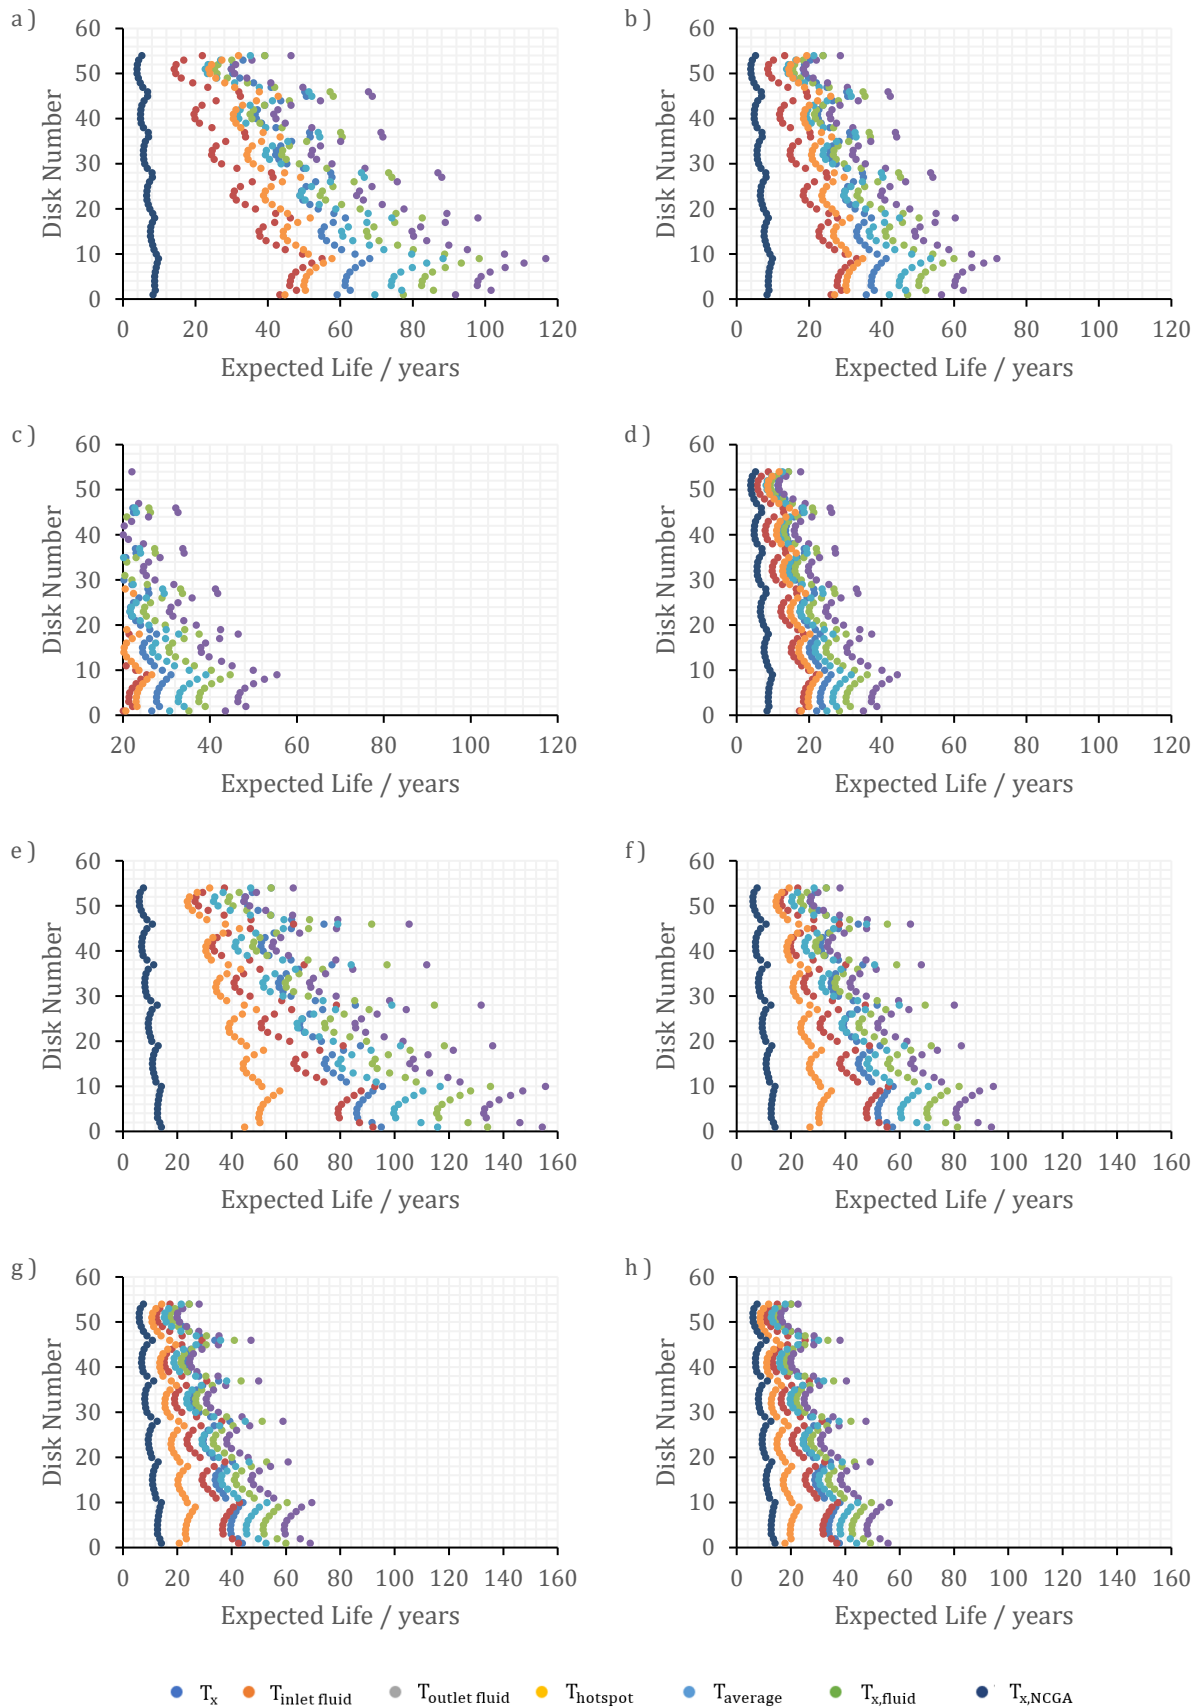 a) b)
60 60
50 50
40 40
30 30
20 20
10 10
0 0
Disk Number Disk Number
0 20 40 60 80 100 120 0 20 40 60 80 100 120
Expected Life / years Expected Life / years
c) d)
60 60
50 50
40 40
30 30
20 20
10 10
0 0
Disk Number Disk Number
20 40 60 80 100 120 0 20 40 60 80 100 120
Expected Life / years Expected Life / years
e) f)
60 60
50 50
40 40
30 30
20 20
10 10
0 0
Disk Number Disk Number
0 20 40 60 80 100 120 140 160 0 20 40 60 80 100 120 140 160
Expected Life / years Expected Life / years
g) h)
60 60
50 50
40 40
30 30
20 20
10 10
0 0
Disk Number Disk Number
0 20 40 60 80 100 120 140 160 0 20 40 60 80 100 120 140 160
Expected Life / years Expected Life / years
Tx Tinlet fluid Toutlet fluid Thotspot Taverage Tx,fluid Tx,NCGA